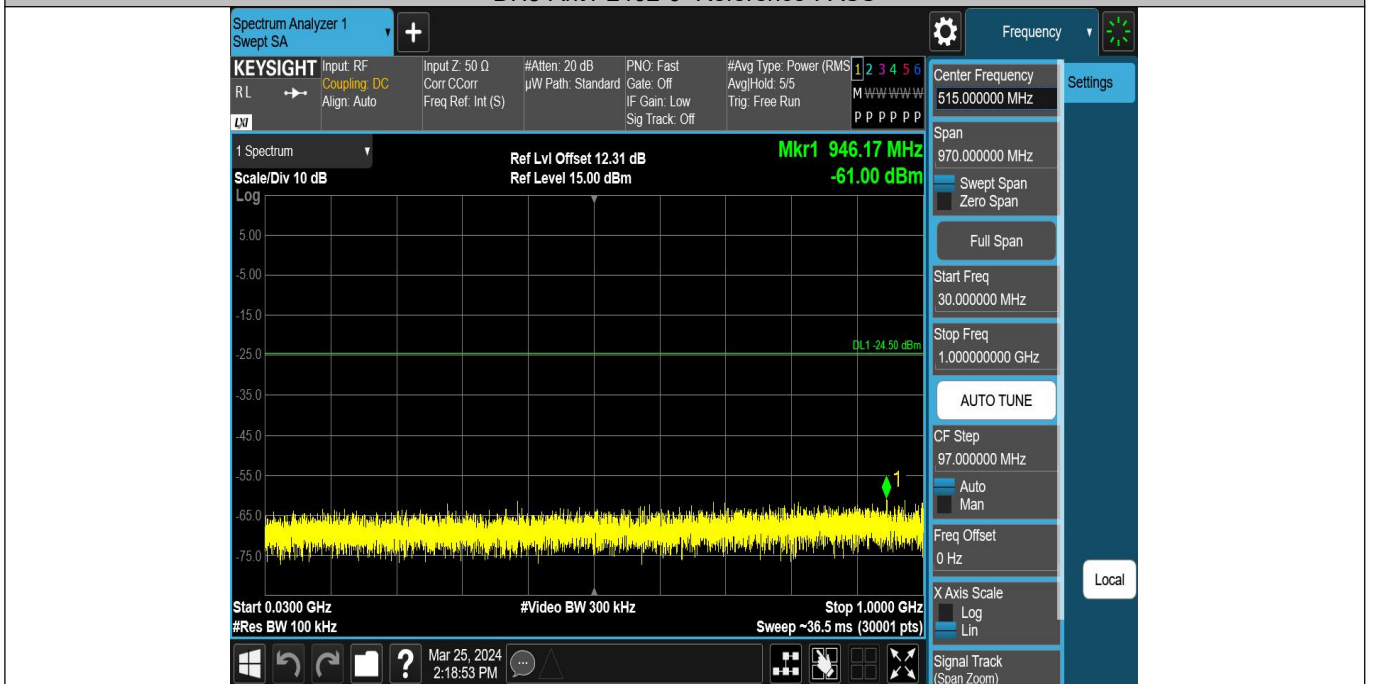 Spectrum Analyzer 1
Swept SA
+
Frequency
KEYSIGHT
RL
LXI
Input: RF
Coupling: DC
Align: Auto
Input Z: 50 Ω
Corr CCorr
Freq Ref: Int (S)
#Atten: 20 dB
µW Path: Standard
PNO: Fast
Gate: Off
IF Gain: Low
Sig Track: Off
#Avg Type: Power (RMS
Avg|Hold: 5/5
Trig: Free Run
1 2 3 4 5 6
M W W W W W
P P P P P P
1 Spectrum
Scale/Div 10 dB
Log
Ref Lvl Offset 12.31 dB
Ref Level 15.00 dBm
Mkr1 946.17 MHz
-61.00 dBm
5.00
-5.00
-15.0
-25.0
-35.0
-45.0
-55.0
-65.0
-75.0
DL1 -24.50 dBm
1
Start 0.0300 GHz
#Res BW 100 kHz
#Video BW 300 kHz
Stop 1.0000 GHz
Sweep ~36.5 ms (30001 pts)
Center Frequency
515.000000 MHz
Settings
Span
970.000000 MHz
Swept Span
Zero Span
Full Span
Start Freq
30.000000 MHz
Stop Freq
1.000000000 GHz
AUTO TUNE
CF Step
97.000000 MHz
Auto
Man
Freq Offset
0 Hz
X Axis Scale
Log
Lin
Local
Signal Track
(Span Zoom)
?
Mar 25, 2024
2:18:53 PM